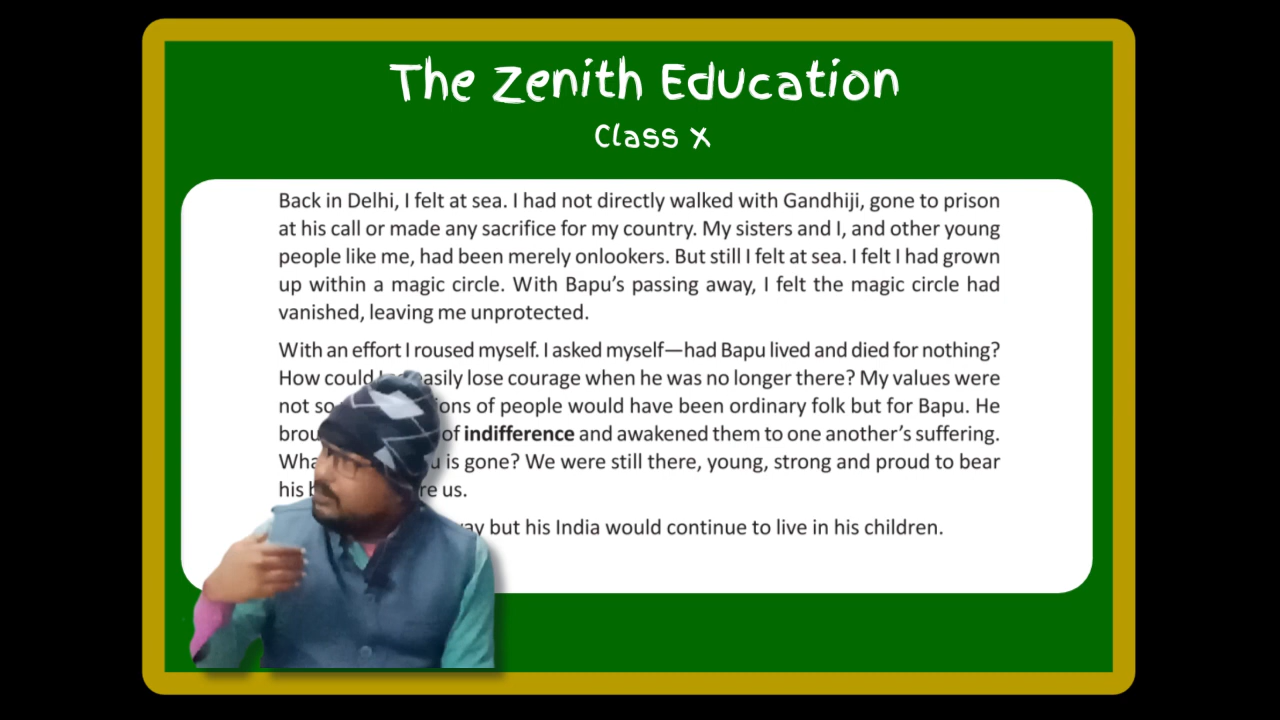 The Zenith Education
Class X
Back in Delhi, I felt at sea. I had not directly walked with Gandhiji, gone to prison
at his call or made any sacrifice for my country. My sisters and I, and other young
people like me, had been merely onlookers. But still I felt at sea. I felt I had grown
up within a magic circle. With Bapu’s passing away, I felt the magic circle had
vanished, leaving me unprotected.
With an effort I roused myself. I asked myself—had Bapu lived and died for nothing?
How could easily lose courage when he was no longer there? My values were
not of people would have been ordinary folk but for Bapu. He
of indifference and awakened them to one another’s suffering.
is gone? We were still there, young, strong and proud to bear
his us.
but his India would continue to live in his children.